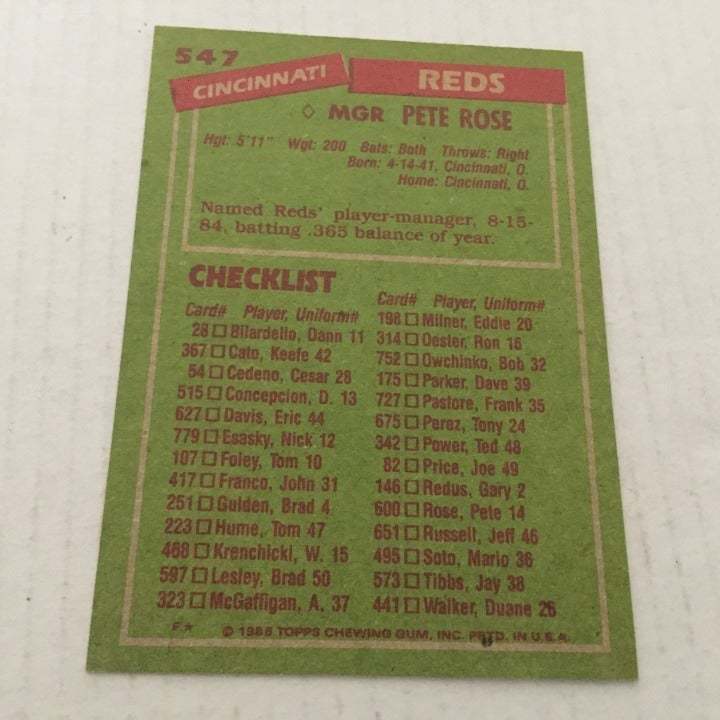 547
CINCINNATI REDS
◇ MGR PETE ROSE
Hgt: 5'11" Wgt: 200 Bats: Both Throws: Right
Born: 4-14-41, Cincinnati, O.
Home: Cincinnati, O.
Named Reds' player-manager, 8-15-
84, batting .365 balance of year.
CHECKLIST
Card# Player, Uniform#
28 □ Bilardello, Dann 11
367 □ Cato, Keefe 42
54 □ Cedeno, Cesar 28
515 □ Concepcion, D. 13
627 □ Davis, Eric 44
779 □ Esasky, Nick 12
107 □ Foley, Tom 10
417 □ Franco, John 31
251 □ Gulden, Brad 4
223 □ Hume, Tom 47
468 □ Krenchicki, W. 15
597 □ Lesley, Brad 50
323 □ McGaffigan, A. 37
Card# Player, Uniform#
198 □ Milner, Eddie 20
314 □ Oester, Ron 16
752 □ Owchinko, Bob 32
175 □ Parker, Dave 39
727 □ Pastore, Frank 35
675 □ Perez, Tony 24
342 □ Power, Ted 48
82 □ Price, Joe 49
146 □ Redus, Gary 2
600 □ Rose, Pete 14
651 □ Russell, Jeff 46
495 □ Soto, Mario 36
573 □ Tibbs, Jay 38
441 □ Walker, Duane 26
F* © 1985 TOPPS CHEWING GUM, INC. PRTD. IN U.S.A.